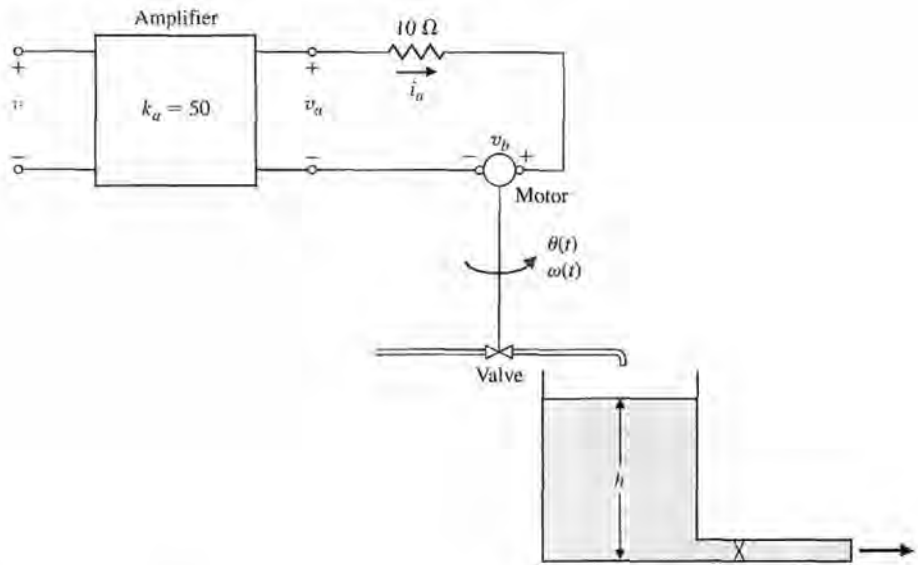 Amplifier
10 Ω
+
+
i_a
v
k_a = 50
v_a
v_b
−
−
− +
Motor
θ(t)
ω(t)
Valve
h